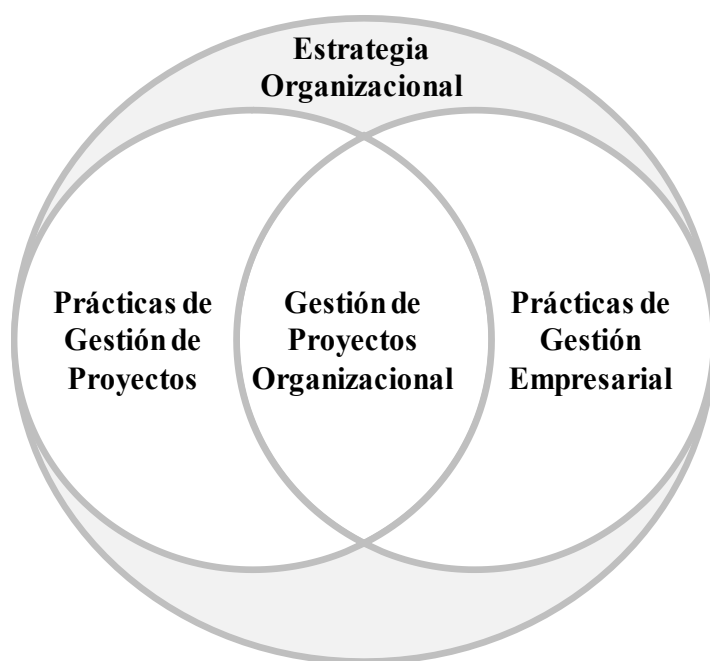 Estrategia
Organizacional
Prácticas de
Gestión de
Proyectos
Gestión de
Proyectos
Organizacional
Prácticas de
Gestión
Empresarial